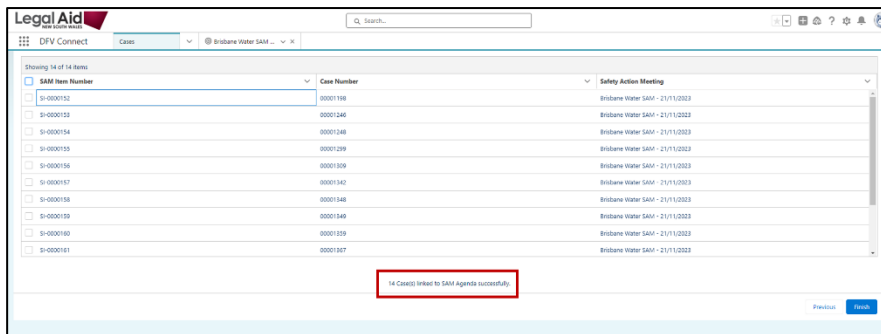 Legal Aid
NEW SOUTH WALES
Search...
DFV Connect
Cases
Brisbane Water SAM ...
Showing 14 of 14 items
SAM Item Number Case Number Safety Action Meeting
SI-0000152 00001198 Brisbane Water SAM - 21/11/2023
SI-0000153 00001246 Brisbane Water SAM - 21/11/2023
SI-0000154 00001248 Brisbane Water SAM - 21/11/2023
SI-0000155 00001299 Brisbane Water SAM - 21/11/2023
SI-0000156 00001309 Brisbane Water SAM - 21/11/2023
SI-0000157 00001342 Brisbane Water SAM - 21/11/2023
SI-0000158 00001348 Brisbane Water SAM - 21/11/2023
SI-0000159 00001349 Brisbane Water SAM - 21/11/2023
SI-0000160 00001359 Brisbane Water SAM - 21/11/2023
SI-0000161 00001367 Brisbane Water SAM - 21/11/2023
14 Case(s) linked to SAM Agenda successfully.
Previous Finish